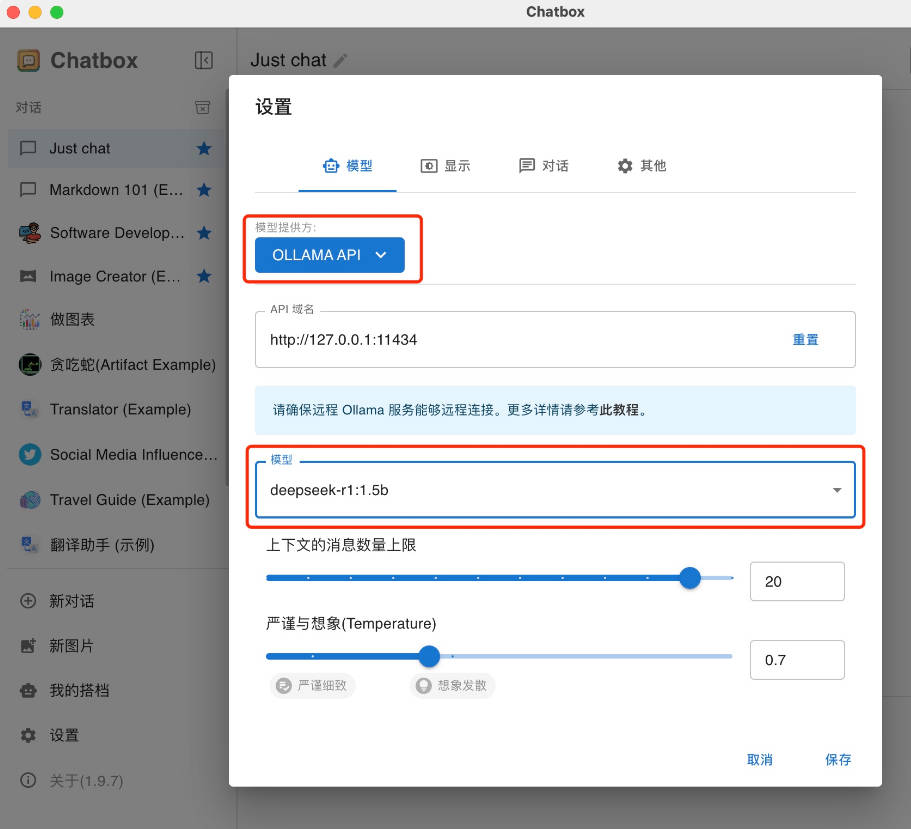 Chatbox
Chatbox
Just chat
对话
Just chat
Markdown 101 (E...
Software Develop...
Image Creator (E...
做图表
贪吃蛇(Artifact Example)
Translator (Example)
Social Media Influence...
Travel Guide (Example)
翻译助手 (示例)
新对话
新图片
我的搭档
设置
关于(1.9.7)
设置
模型
显示
对话
其他
模型提供方:
OLLAMA API
API 域名
http://127.0.0.1:11434
重置
请确保远程 Ollama 服务能够远程连接。更多详情请参考此教程。
模型
deepseek-r1:1.5b
上下文的消息数量上限
20
严谨与想象(Temperature)
0.7
严谨细致
想象发散
取消
保存